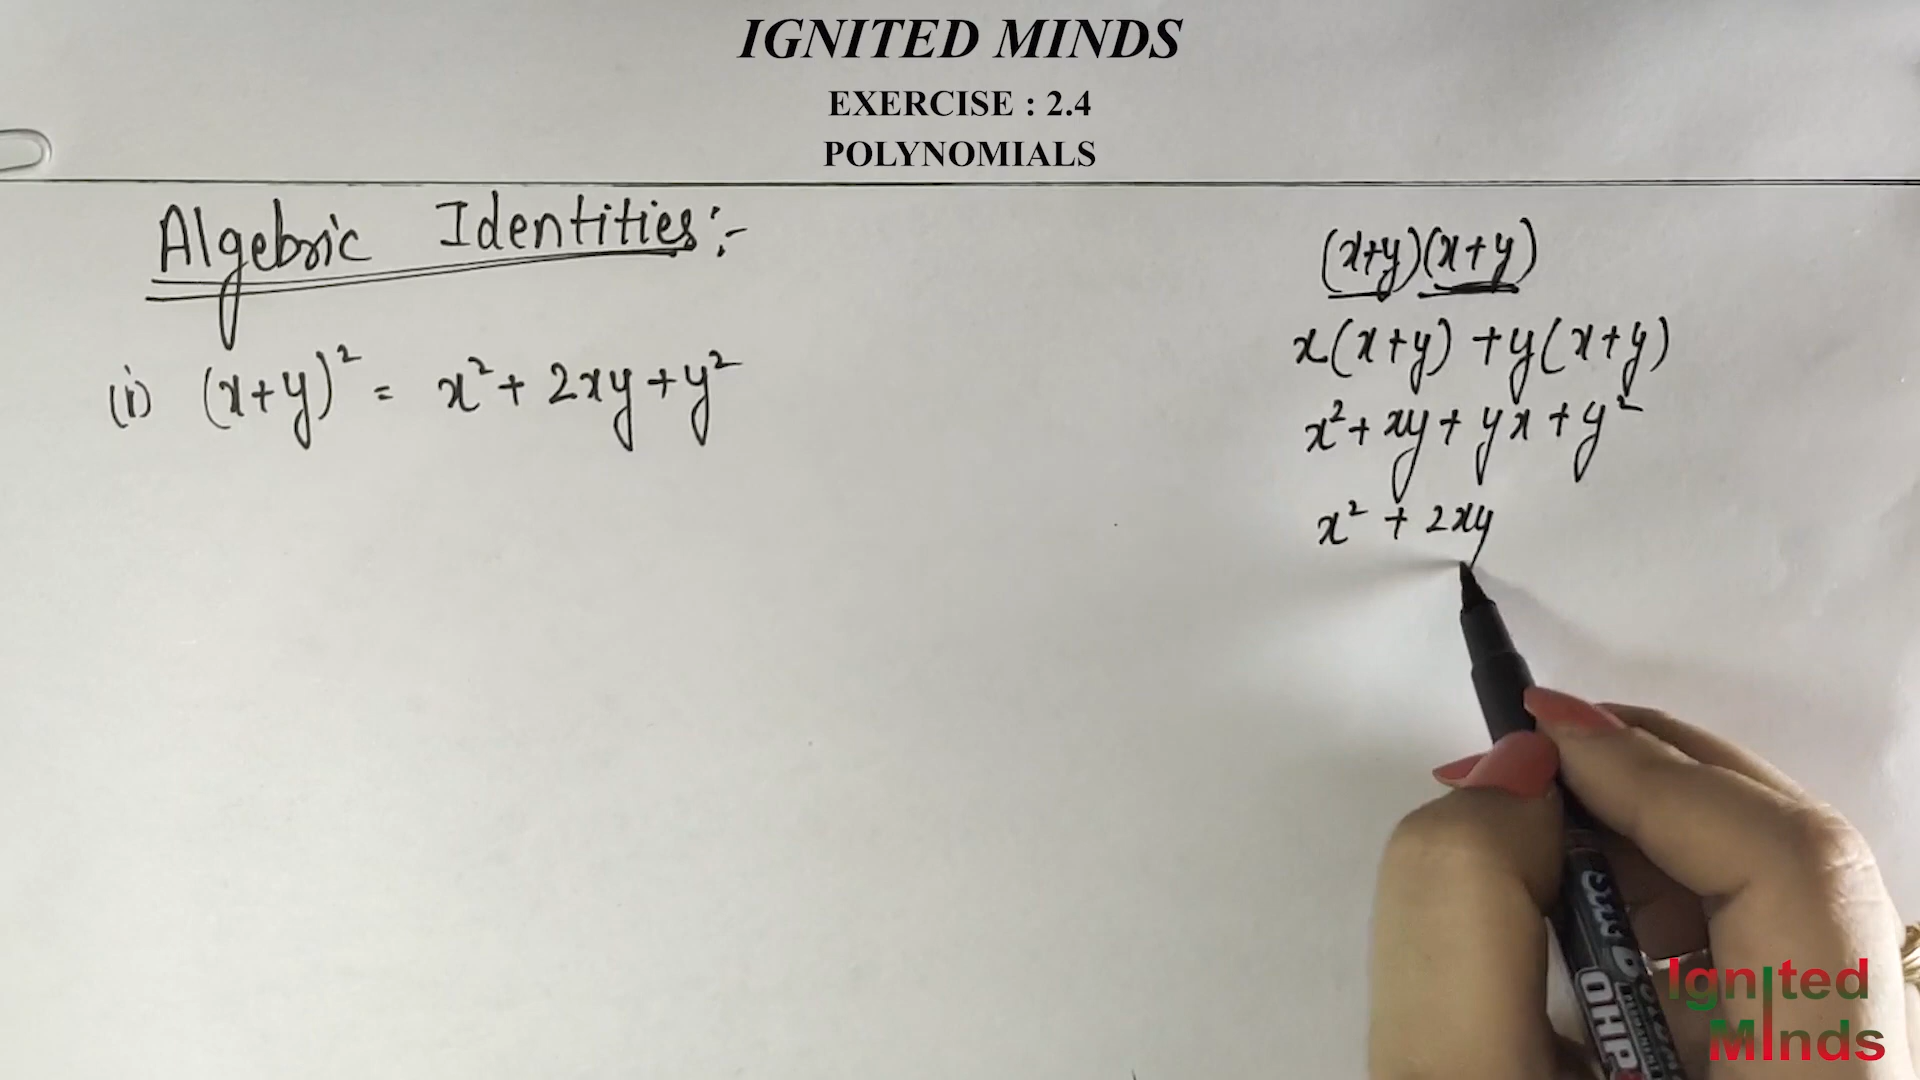 IGNITED MINDS
EXERCISE : 2.4
POLYNOMIALS
Algebric Identities :-
(i) (x+y)² = x² + 2xy + y²
(x+y)(x+y)
x(x+y) + y(x+y)
x² + xy + yx + y²
x² + 2xy
OHP
Ignited
Minds